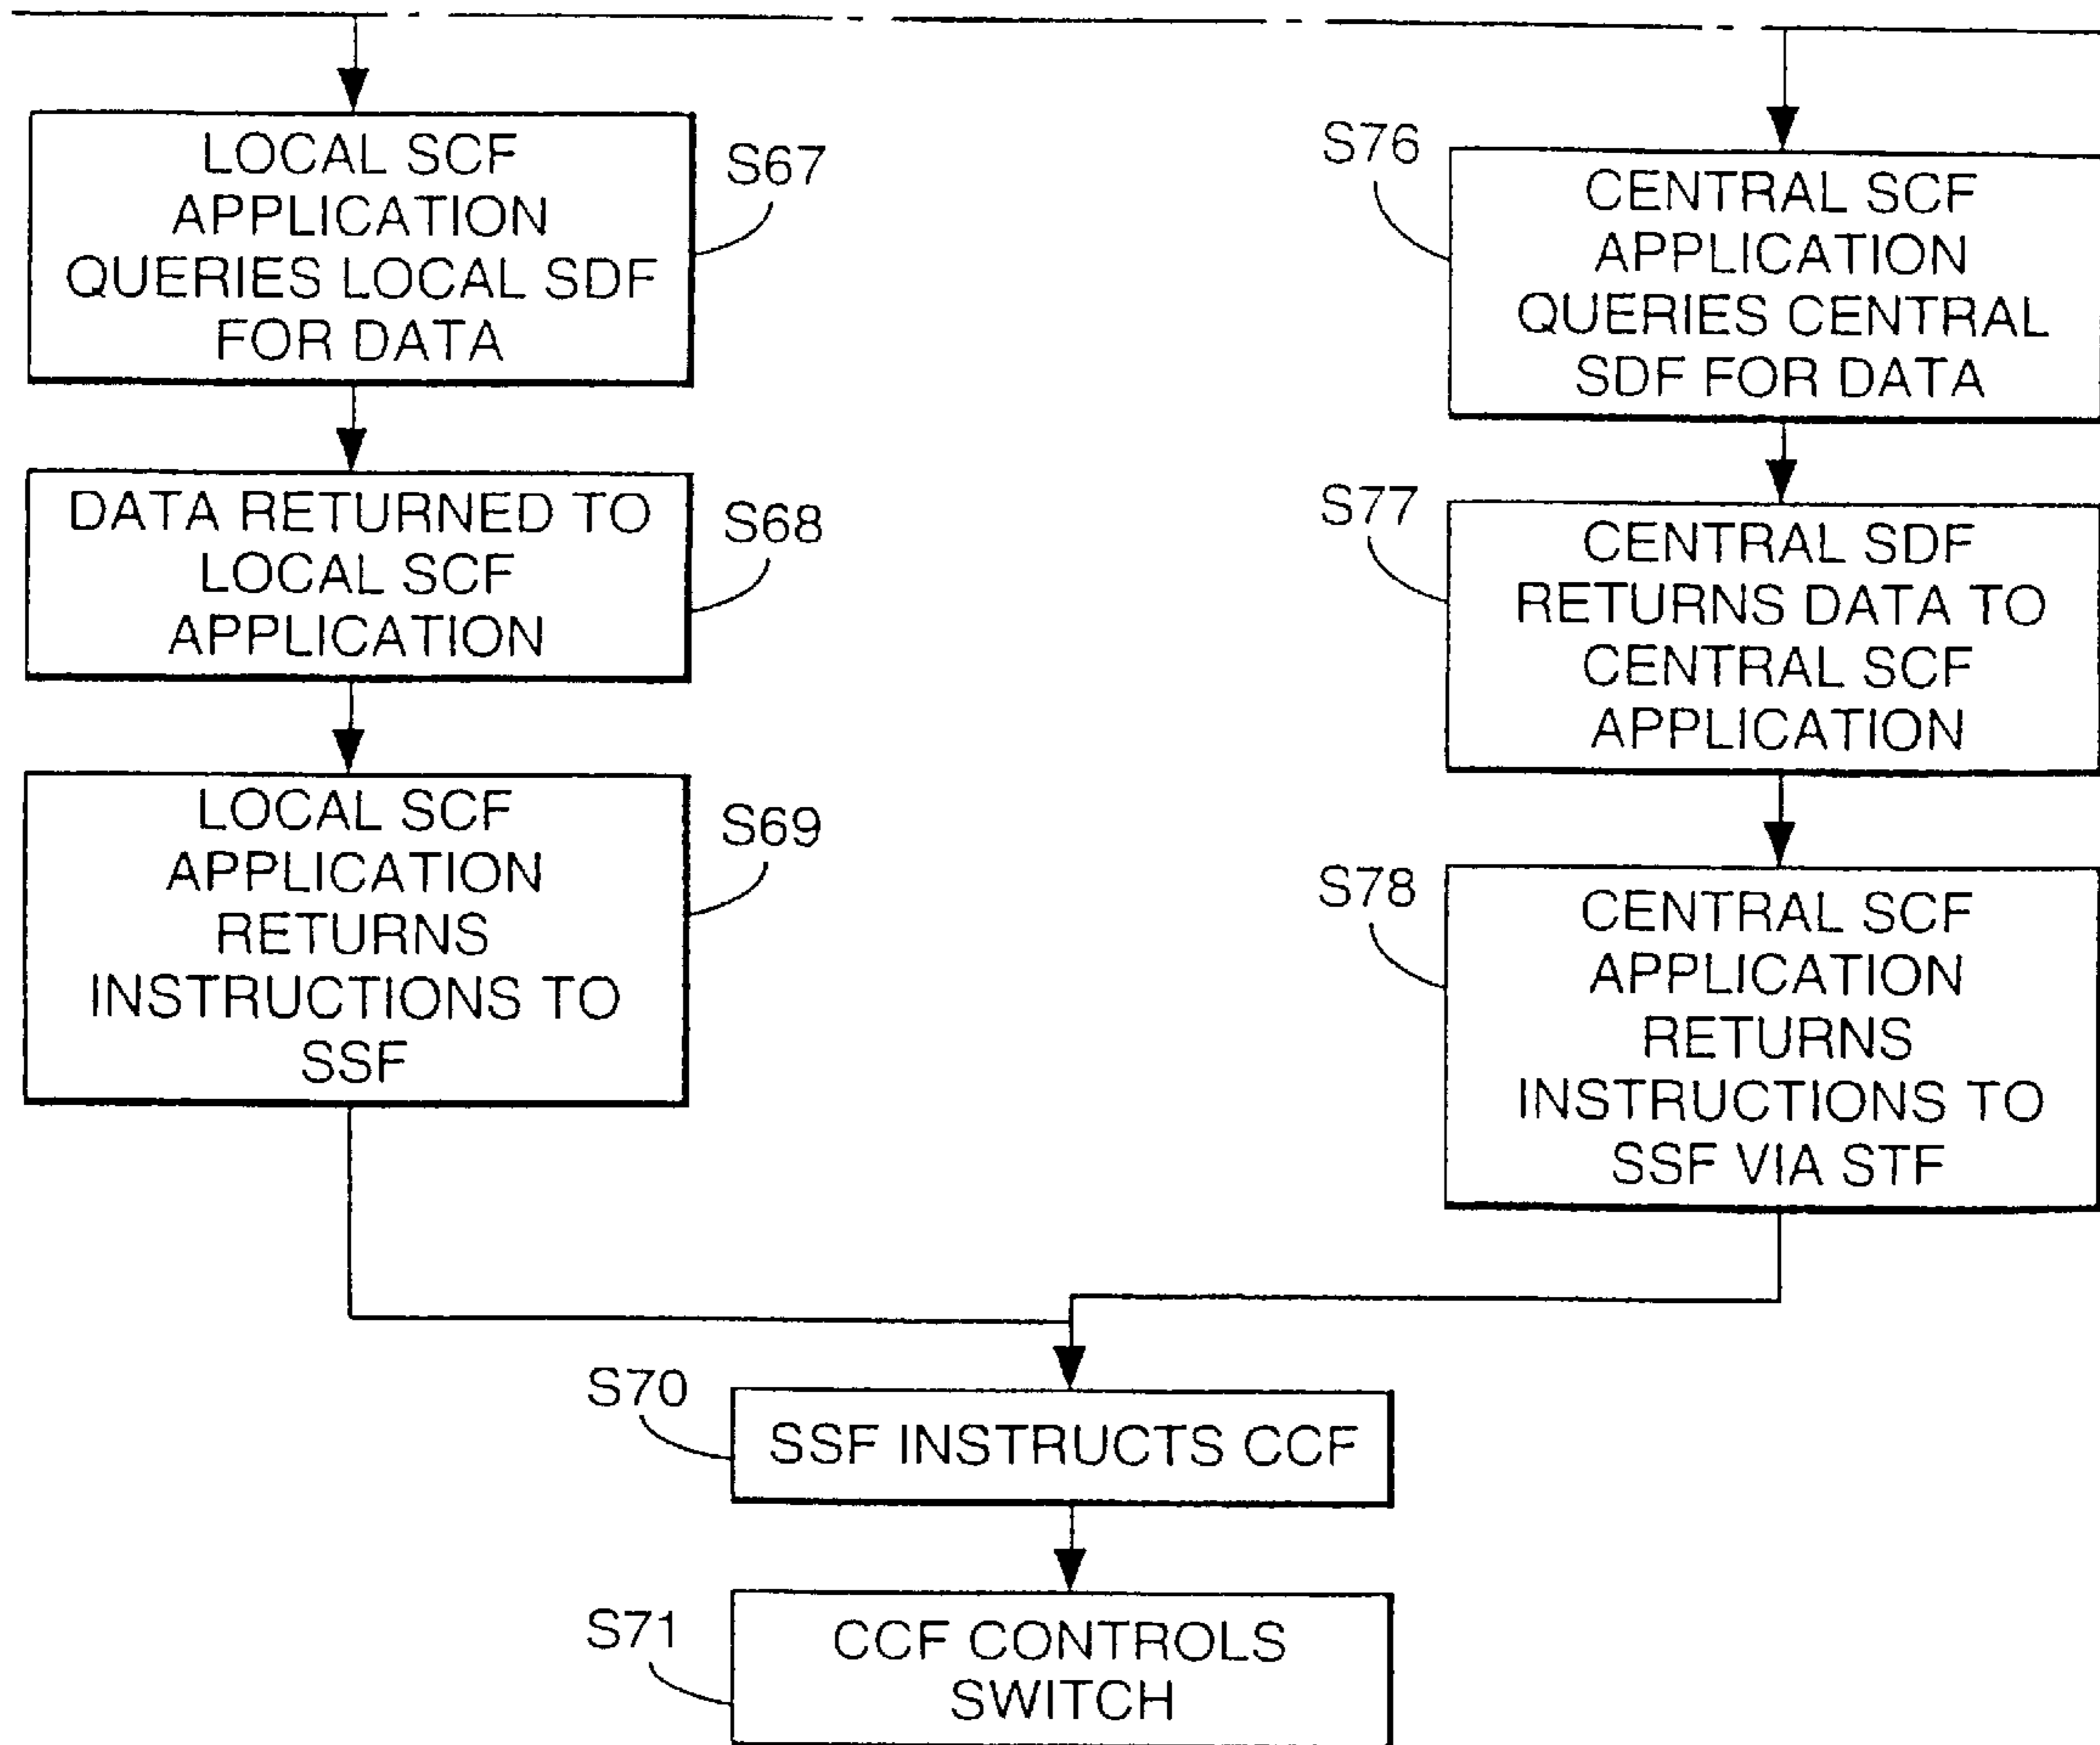 LOCAL SCF
APPLICATION
QUERIES LOCAL SDF
FOR DATA
S67
DATA RETURNED TO
LOCAL SCF
APPLICATION
S68
LOCAL SCF
APPLICATION
RETURNS
INSTRUCTIONS TO
SSF
S69
S76
CENTRAL SCF
APPLICATION
QUERIES CENTRAL
SDF FOR DATA
S77
CENTRAL SDF
RETURNS DATA TO
CENTRAL SCF
APPLICATION
S78
CENTRAL SCF
APPLICATION
RETURNS
INSTRUCTIONS TO
SSF VIA STF
S70
SSF INSTRUCTS CCF
S71
CCF CONTROLS
SWITCH